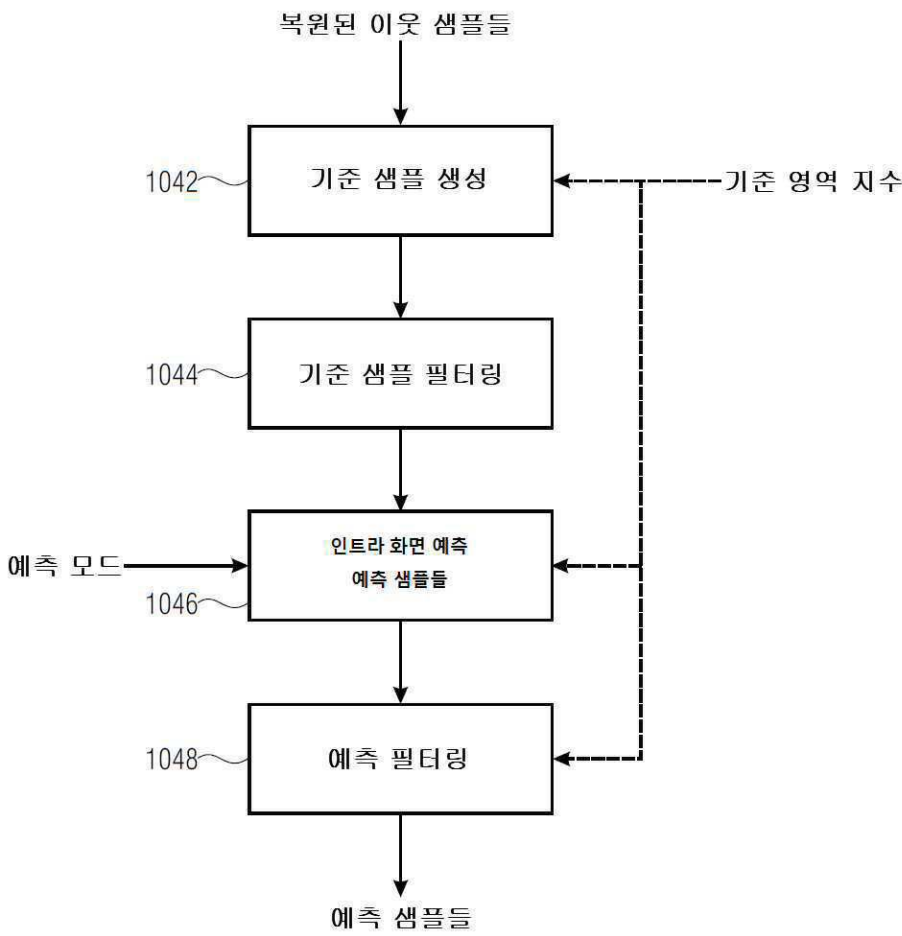 복원된 이웃 샘플들
1042
기준 샘플 생성
기준 영역 지수
1044
기준 샘플 필터링
예측 모드
인트라 화면 예측
예측 샘플들
1046
1048
예측 필터링
예측 샘플들